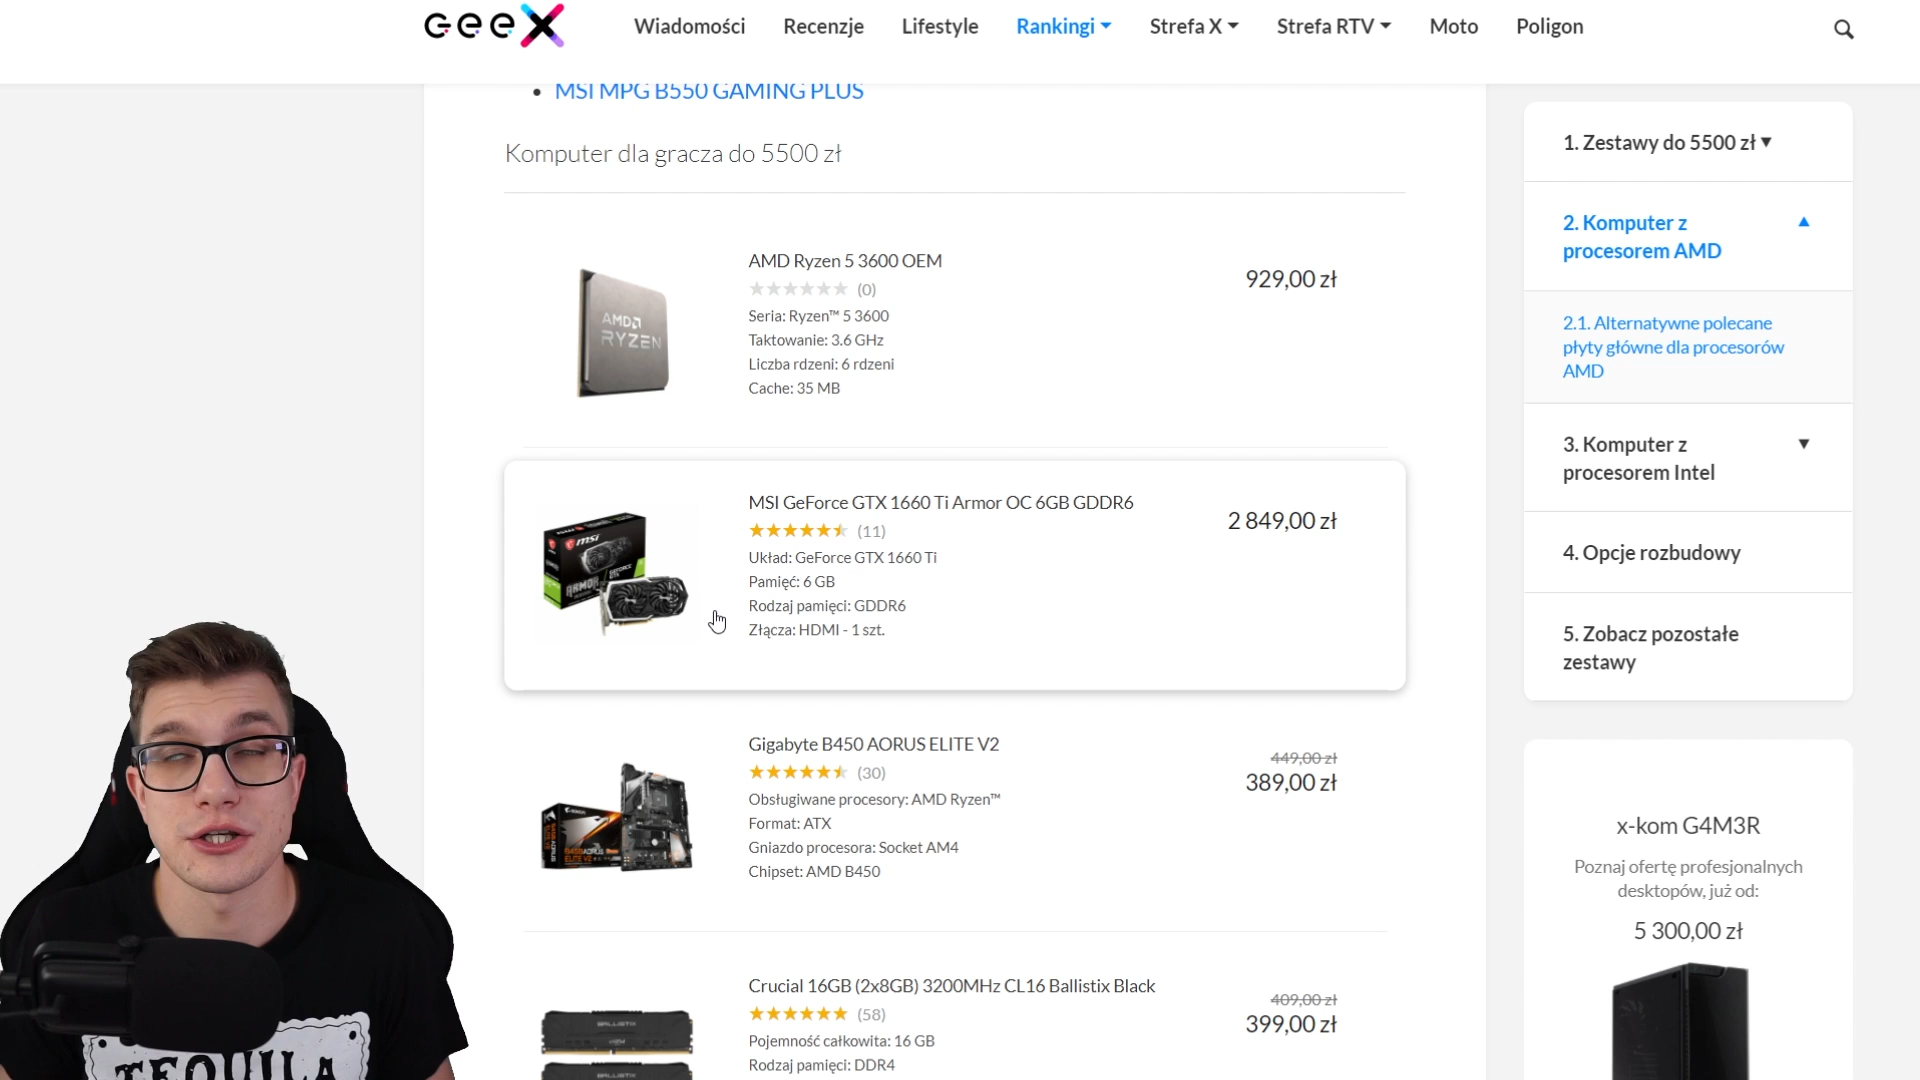 GeeX
Wiadomości
Recenzje
Lifestyle
Rankingi
Strefa X
Strefa RTV
Moto
Poligon
MSI MPG B550 GAMING PLUS
Komputer dla gracza do 5500 zł
AMD Ryzen 5 3600 OEM
929,00 zł
(0)
Seria: Ryzen™ 5 3600
Taktowanie: 3.6 GHz
Liczba rdzeni: 6 rdzeni
Cache: 35 MB
AMD
RYZEN
MSI GeForce GTX 1660 Ti Armor OC 6GB GDDR6
2 849,00 zł
(11)
Układ: GeForce GTX 1660 Ti
Pamięć: 6 GB
Rodzaj pamięci: GDDR6
Złącza: HDMI - 1 szt.
msi
ARMOR
Gigabyte B450 AORUS ELITE V2
449,00 zł
389,00 zł
(30)
Obsługiwane procesory: AMD Ryzen™
Format: ATX
Gniazdo procesora: Socket AM4
Chipset: AMD B450
Crucial 16GB (2x8GB) 3200MHz CL16 Ballistix Black
409,00 zł
399,00 zł
(58)
Pojemność całkowita: 16 GB
Rodzaj pamięci: DDR4
BALLISTIX
BALLISTIX
1. Zestawy do 5500 zł
2. Komputer z
procesorem AMD
2.1. Alternatywne polecane
płyty główne dla procesorów
AMD
3. Komputer z
procesorem Intel
4. Opcje rozbudowy
5. Zobacz pozostałe
zestawy
x-kom G4M3R
Poznaj ofertę profesjonalnych
desktopów, już od:
5 300,00 zł
TEQUILA